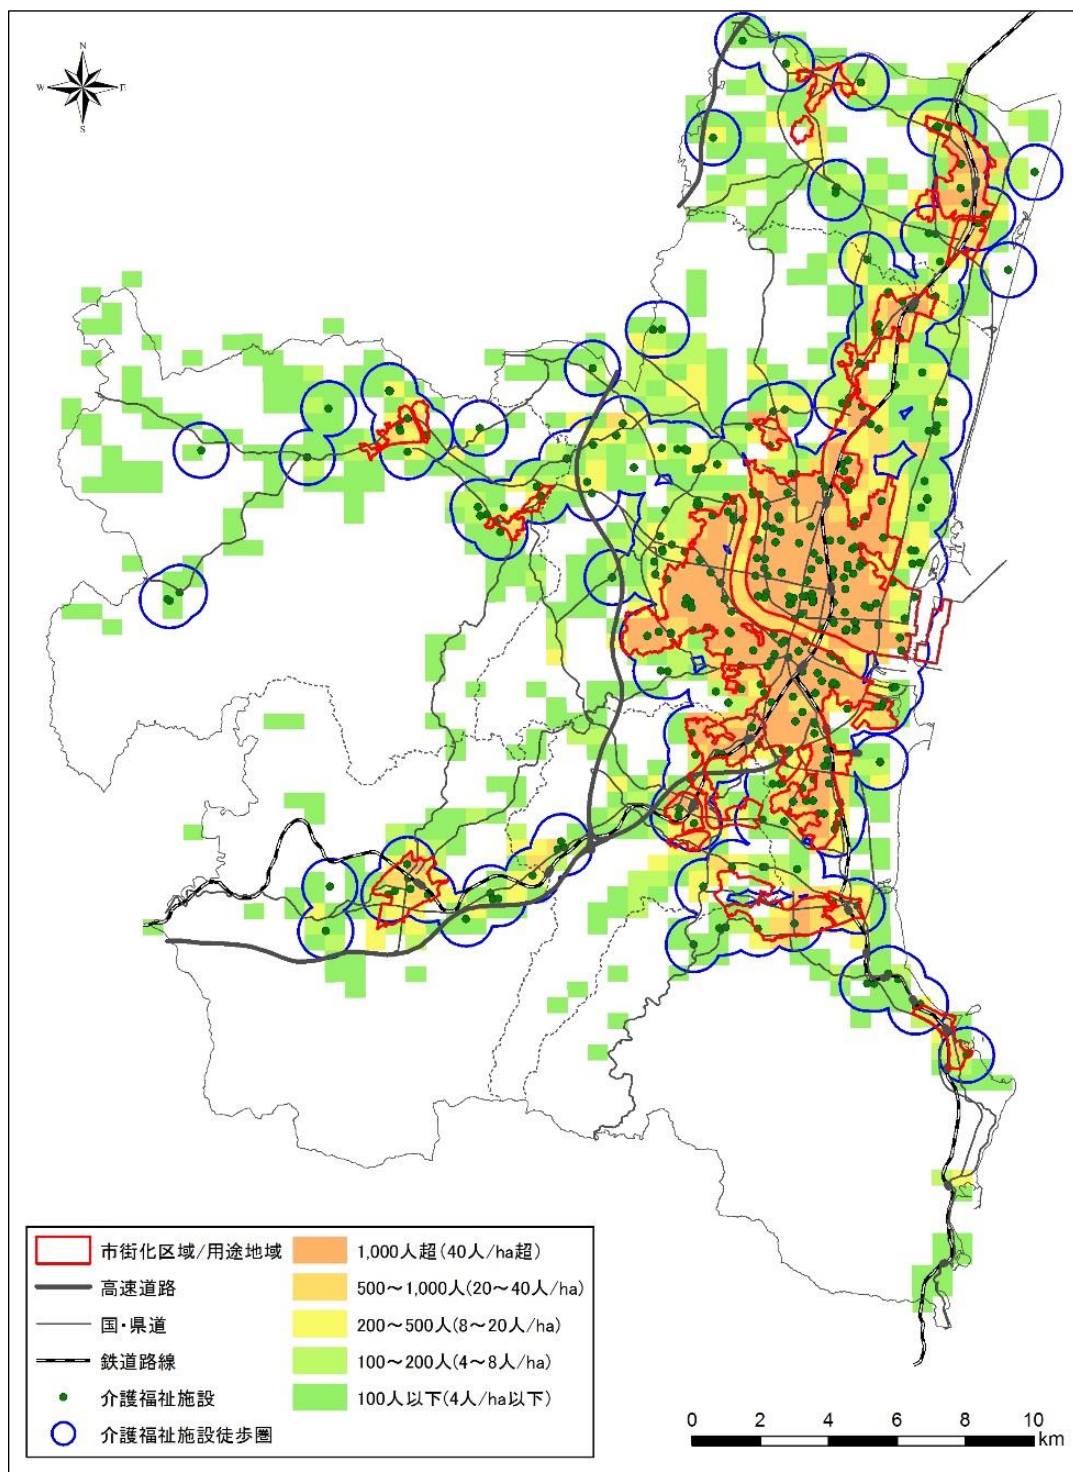 N
W
E
S
市街化区域/用途地域
高速道路
国・県道
鉄道路線
介護福祉施設
介護福祉施設徒歩圏
1,000人超(40人/ha超)
500～1,000人(20～40人/ha)
200～500人(8～20人/ha)
100～200人(4～8人/ha)
100人以下(4人/ha以下)
0 2 4 6 8 10
km